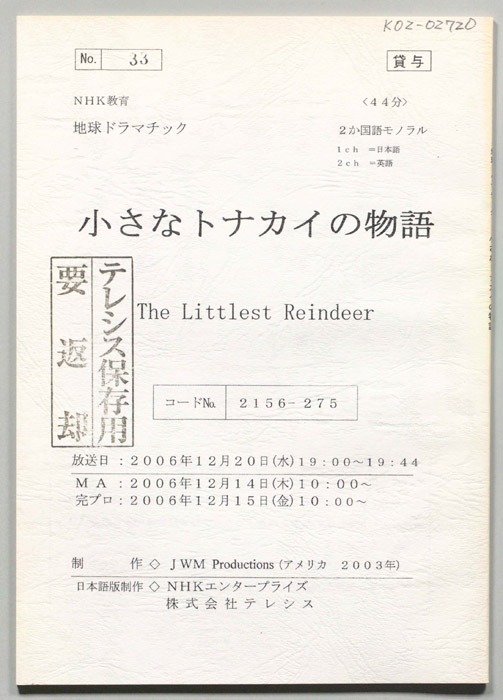 K02-02720
No. 33
貸与
NHK教育
〈44分〉
地球ドラマチック
2か国語モノラル
1ch =日本語
2ch =英語
小さなトナカイの物語
テレシス保存用
要返却
The Littlest Reindeer
コードNo. 2156-275
放送日:2006年12月20日(水)19:00~19:44
MA:2006年12月14日(木)10:00~
完プロ:2006年12月15日(金)10:00~
制作◇ JWM Productions (アメリカ 2003年)
日本語版制作◇ NHKエンタープライズ
株式会社テレシス